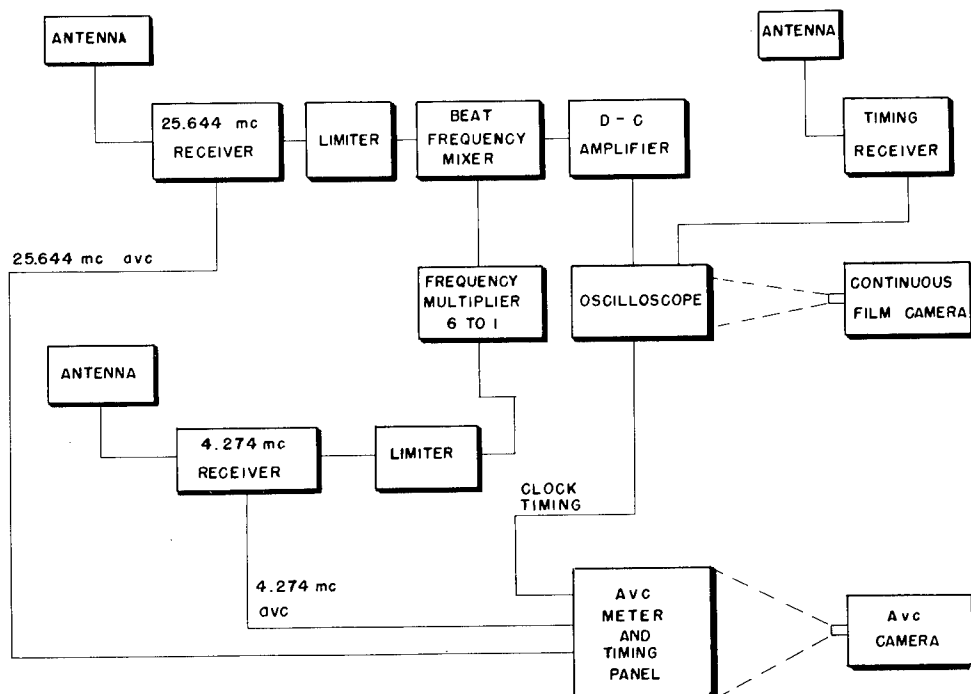 ANTENNA
ANTENNA
25.644 mc
RECEIVER
LIMITER
BEAT
FREQUENCY
MIXER
D-C
AMPLIFIER
TIMING
RECEIVER
25.644 mc avc
FREQUENCY
MULTIPLIER
6 TO 1
OSCILLOSCOPE
CONTINUOUS
FILM CAMERA
ANTENNA
4.274 mc
RECEIVER
LIMITER
CLOCK
TIMING
4.274 mc
avc
AVC
METER
AND
TIMING
PANEL
AVC
CAMERA